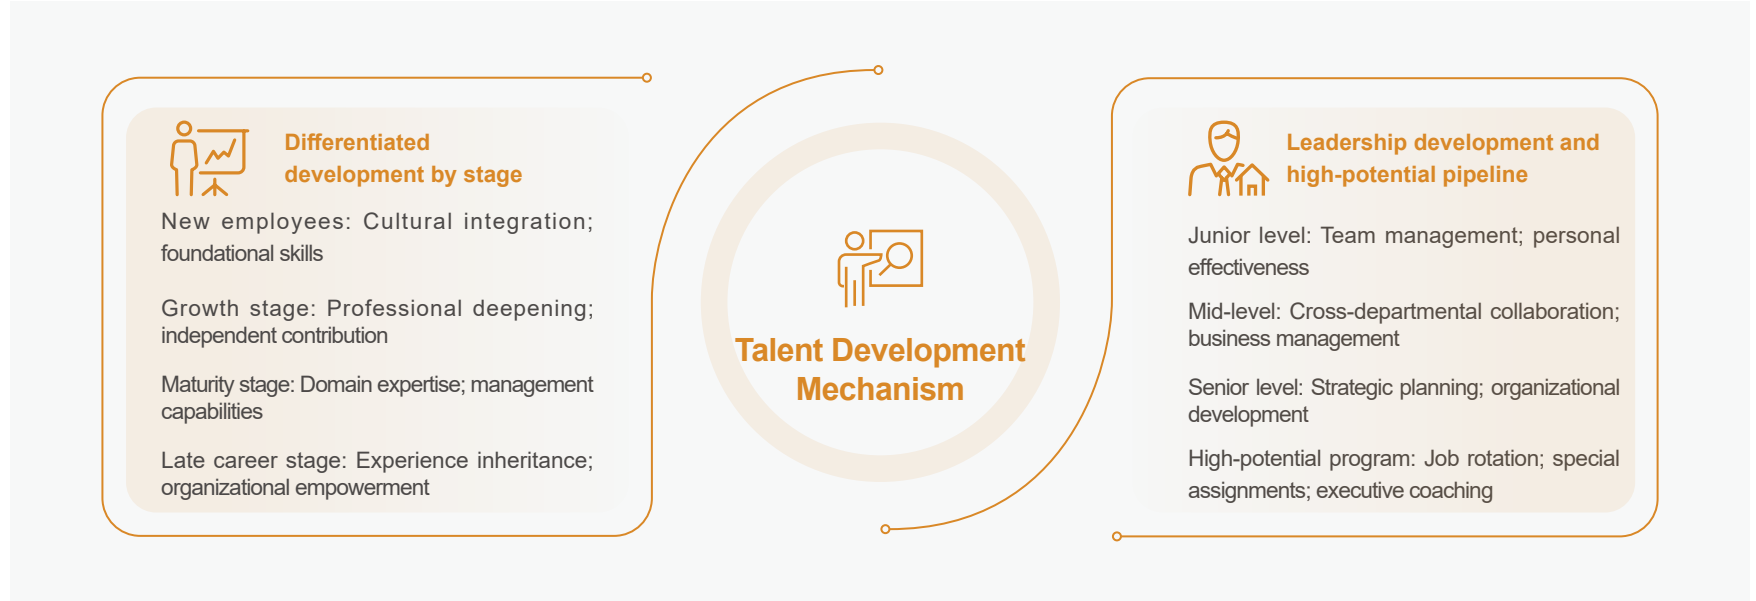 Differentiated
development by stage
New employees: Cultural integration;
foundational skills
Growth stage: Professional deepening;
independent contribution
Maturity stage: Domain expertise; management
capabilities
Late career stage: Experience inheritance;
organizational empowerment
Talent Development
Mechanism
Leadership development and
high-potential pipeline
Junior level: Team management; personal
effectiveness
Mid-level: Cross-departmental collaboration;
business management
Senior level: Strategic planning; organizational
development
High-potential program: Job rotation; special
assignments; executive coaching